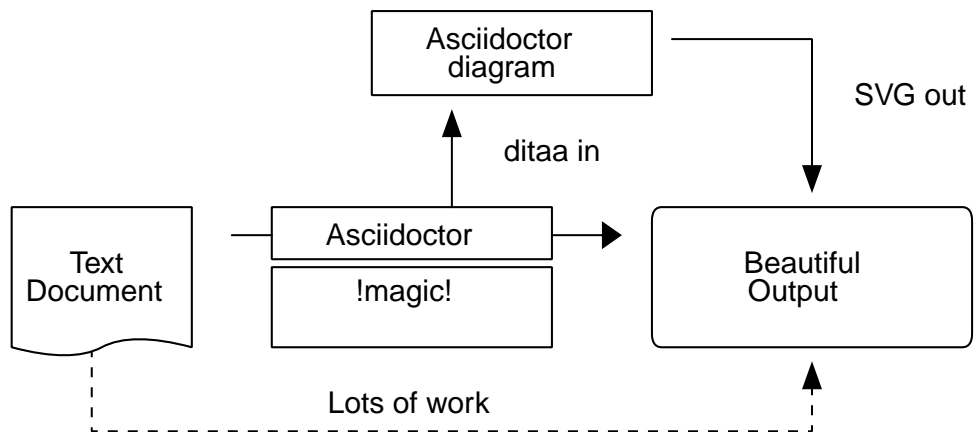 Asciidoctor
diagram
SVG out
ditaa in
Text
Document
Asciidoctor
!magic!
Beautiful
Output
Lots of work